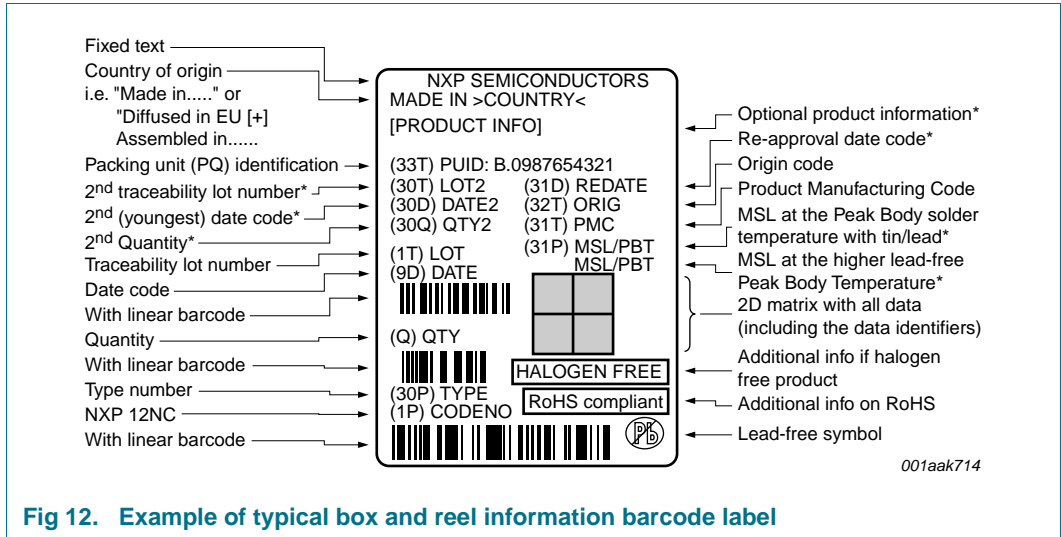 Fixed text
Country of origin
i.e. "Made in....." or
"Diffused in EU [+]
Assembled in......
Packing unit (PQ) identification
2nd traceability lot number*
2nd (youngest) date code*
2nd Quantity*
Traceability lot number
Date code
With linear barcode
Quantity
With linear barcode
Type number
NXP 12NC
With linear barcode
NXP SEMICONDUCTORS
MADE IN >COUNTRY<
[PRODUCT INFO]
(33T) PUID: B.0987654321
(30T) LOT2 (31D) REDATE
(30D) DATE2 (32T) ORIG
(30Q) QTY2 (31T) PMC
(31P) MSL/PBT
(1T) LOT
MSL/PBT
(9D) DATE
(Q) QTY
HALOGEN FREE
(30P) TYPE
RoHS compliant
(1P) CODENO
Pb
Optional product information*
Re-approval date code*
Origin code
Product Manufacturing Code
MSL at the Peak Body solder
temperature with tin/lead*
MSL at the higher lead-free
Peak Body Temperature*
2D matrix with all data
(including the data identifiers)
Additional info if halogen
free product
Additional info on RoHS
Lead-free symbol
001aak714
Fig 12. Example of typical box and reel information barcode label